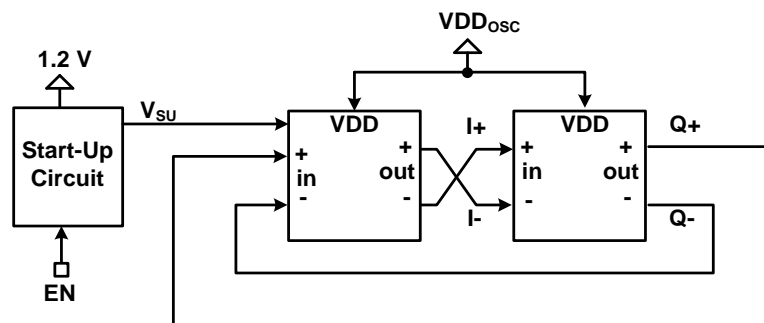 VDDOSC
1.2 V
Start-Up
Circuit
EN
VSU
VDD
+
in
-
+
out
-
I+
I-
VDD
+
in
-
+
out
-
Q+
Q-